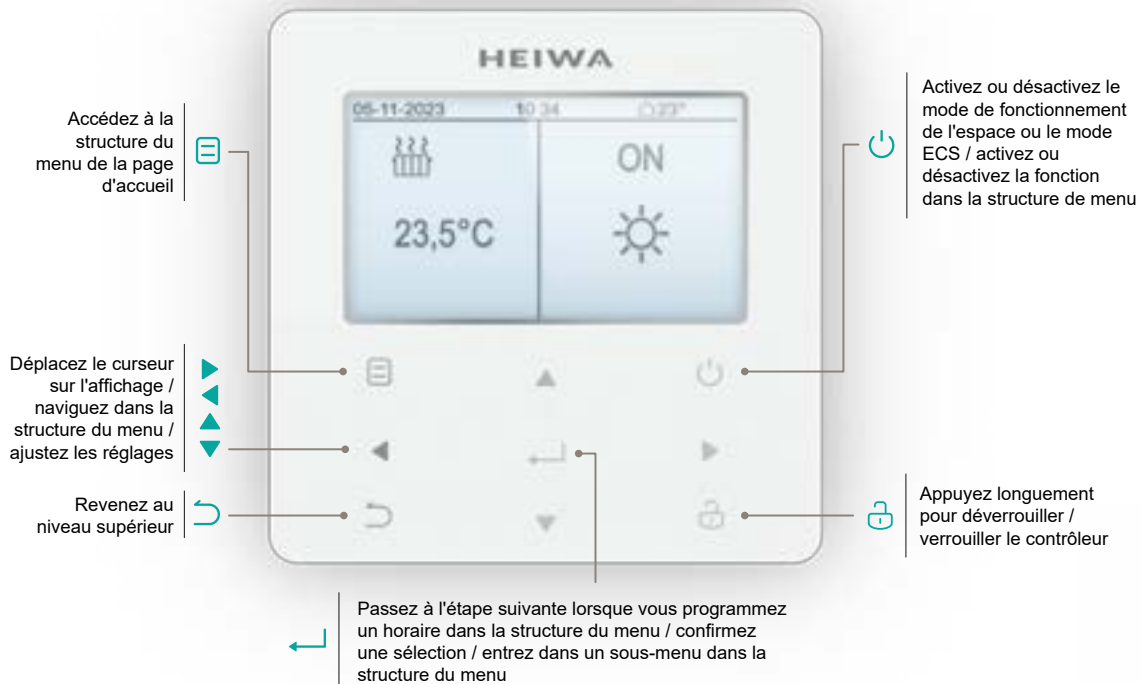 HEIWA
05-11-2023 10:34 23°
ON
23,5°C
Accédez à la
structure du
menu de la page
d'accueil
Déplacez le curseur
sur l'affichage /
naviguez dans la
structure du menu /
ajustez les réglages
Revenez au
niveau supérieur
Activez ou désactivez le
mode de fonctionnement
de l'espace ou le mode
ECS / activez ou
désactivez la fonction
dans la structure de menu
Appuyez longuement
pour déverrouiller /
verrouiller le contrôleur
Passez à l'étape suivante lorsque vous programmez
un horaire dans la structure du menu / confirmez
une sélection / entrez dans un sous-menu dans la
structure du menu